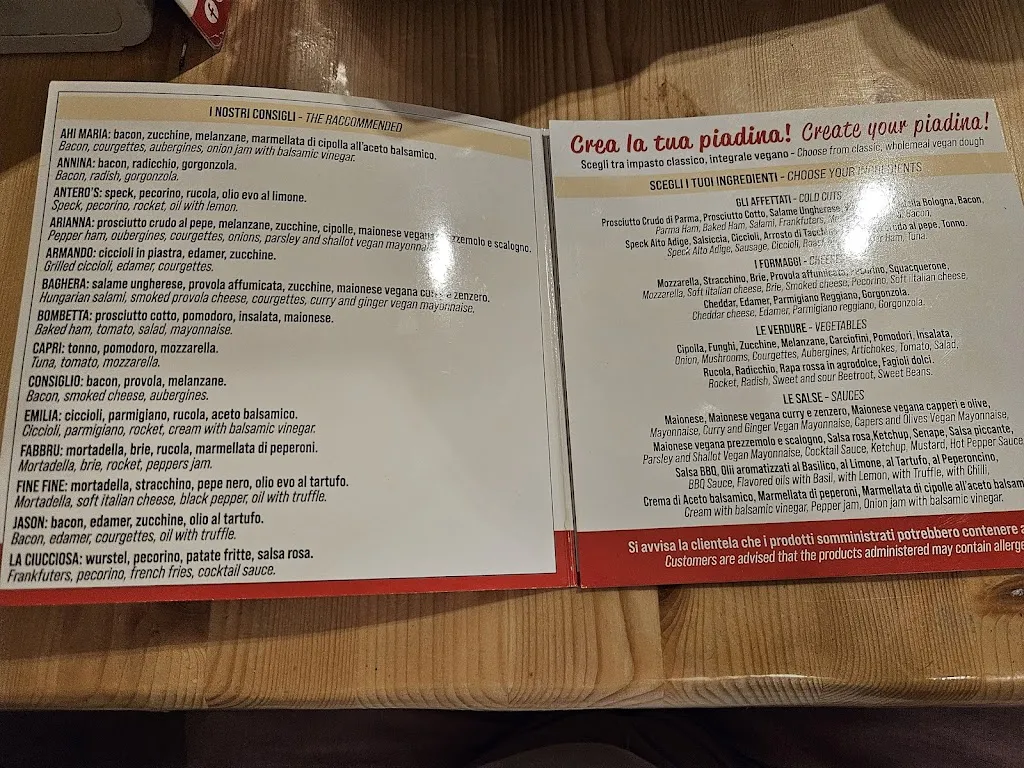 I NOSTRI CONSIGLI - THE RACCOMMENDED
AHI MARIA: bacon, zucchine, melanzane, marmellata di cipolla all'aceto balsamico.
Bacon, courgettes, aubergines, onion jam with balsamic vinegar.
ANNINA: bacon, radicchio, gorgonzola.
Bacon, radish, gorgonzola.
ANTERO'S: speck, pecorino, rucola, olio evo al limone.
Speck, pecorino, rocket, oil with lemon.
ARIANNA: prosciutto crudo al pepe, melanzane, zucchine, cipolle, maionese vegana prezzemolo e scalogno.
Pepper ham, oubergines, courgettes, onions, parsley and shallot vegan mayonnaise.
ARMANDO: ciccioli in piastra, edamer, zucchine.
Grilled ciccioli, edamer, courgettes.
BAGHERA: salame ungherese, provola affumicata, zucchine, maionese vegana curry e zenzero.
Hungarian salami, smoked provola cheese, courgettes, curry and ginger vegan mayonnaise,
BOMBETTA: prosciutto cotto, pomodoro, insalata, maionese.
Baked ham, tomato, salad, mayonnaise.
CAPRI: tonno, pomodoro, mozzarella.
Tuna, tomato, mozzarella.
CONSIGLIO: bacon, provola, melanzane.
Bacon, smoked cheese, aubergines.
EMILIA: ciccioli, parmigiano, rucola, aceto balsamico.
Ciccioli, parmigiano, rocket, cream with balsamic vinegar.
FABBRU: mortadella, brie, rucola, marmellata di peperoni.
Mortadella, brie, rocket, peppers jam.
FINE FINE: mortadella, stracchino, pepe nero, olio evo al tartufo.
Mortadella, soft italian cheese, black pepper, oil with truffle.
JASON: bacon, edamer, zucchine, olio al tartufo.
Bacon, edamer, courgettes, oil with truffle.
LA CIUCCIOSA: wurstel, pecorino, patate fritte, salsa rosa.
Frankfuters, pecorino, french fries, cocktail sauce.
Crea la tua piadina! Create your piadina!
Scegli tra impasto classico, integrale vegano - Choose from classic, wholemeal vegan dough
SCEGLI I TUOI INGREDIENTI - CHOOSE YOUR INGREDIENTS
GLI AFFETTATI - COLD CUTS
Prosciutto Crudo di Parma, Prosciutto Cotto, Salame Ungherese, Bologna, Bacon,
Parma Ham, Baked Ham, Salami, Frankfuters, Bacon,
Speck Alto Adige, Salsiccia, Ciccioli, Arrosto di Tacchino, al pepe, Tonno.
Speck Alto Adige, Sausage, Ciccioli, Ham, Tuna.
I FORMAGGI - CHEESE
Mozzarella, Stracchino, Brie, Provola affumicata, Pecorino, Squacquerone,
Mozzarella, Soft itlalian cheese, Brie, Smoked cheese, Pecorino, Soft italian cheese,
Cheddar, Edamer, Parmigiano Reggiano, Gorgonzola.
Cheddar cheese, Edamer, Parmigiano reggiano, Gorgonzola.
LE VERDURE - VEGETABLES
Cipolla, Funghi, Zucchine, Melanzane, Carciofini, Pomodori, Insalata,
Onion, Mushrooms, Courgettes, Aubergines, Artichokes, Tomato, Salad,
Rucola, Radicchio, Rapa rossa in agrodolce, Fagioli dolci.
Rocket, Radish, Sweet and sour Beetroot, Sweet Beans.
LE SALSE - SAUCES
Maionese, Maionese vegana curry e zenzero, Maionese vegana capperi e olive,
Mayonnaise, Curry and Ginger Vegan Mayonnaise, Capers and Olives Vegan Mayonnaise,
Maionese vegana prezzemolo e scalogno, Salsa rosa,Ketchup, Senape, Salsa piccante,
Parsley and Shallot Vegan Mayonnaise, Cocktail Sauce, Ketchup, Mustard, Hot Pepper Sauce
Salsa BBQ, Olii aromatizzati al Basilico, al Limone, al Tartufo, al Peperoncino,
BBQ Sauce, Flavored oils with Basil, with Lemon, with Truffle, with Chilli,
Crema di Aceto balsamico, Marmellata di peperoni, Marmellata di cipolle all'aceto balsam
Cream with balsamic vinegar, Pepper jam, Onion jam with balsamic vinegar.
Si avvisa la clientela che i prodotti somministrati potrebbero contenere a
Customers are advised that the products administered may contain allerge